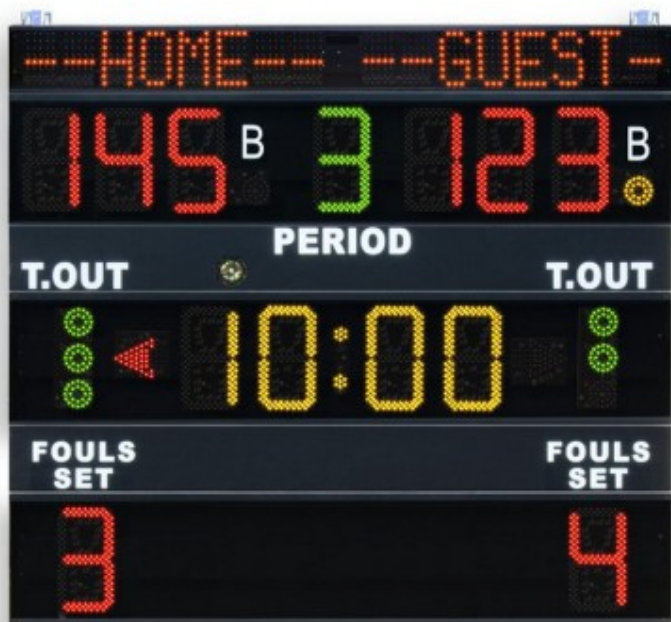 --HOME-- --GUEST-
145 B 3 123 B
PERIOD
T.OUT T.OUT
10:00
FOULS SET FOULS SET
3 4